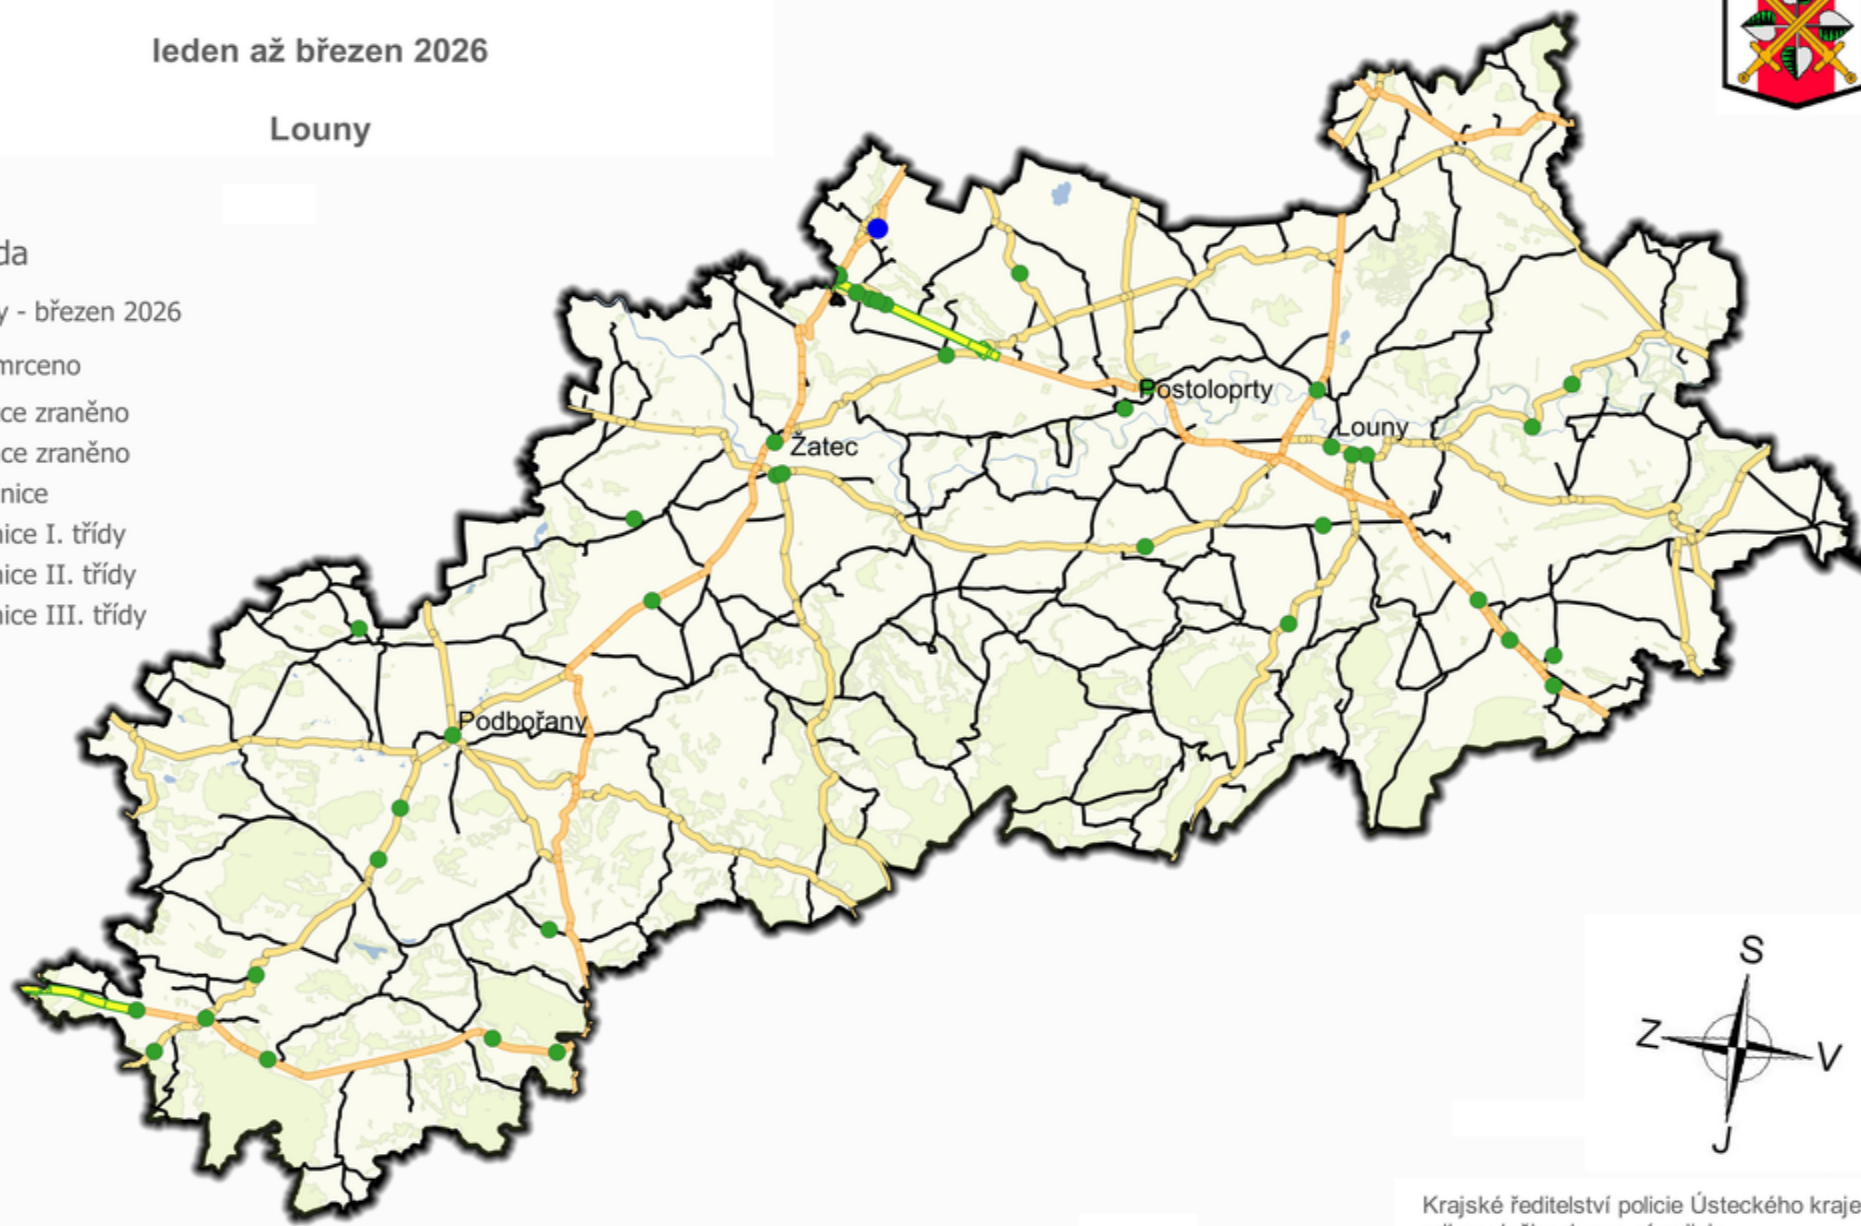 leden až březen 2026
Louny
da
y - březen 2026
mrceno
ce zraněno
ce zraněno
nice
nice I. třídy
nice II. třídy
nice III. třídy
Postoloprty
Louny
Žatec
Podbořany
S
Z
V
J
Krajské ředitelství policie Ústeckého kraje